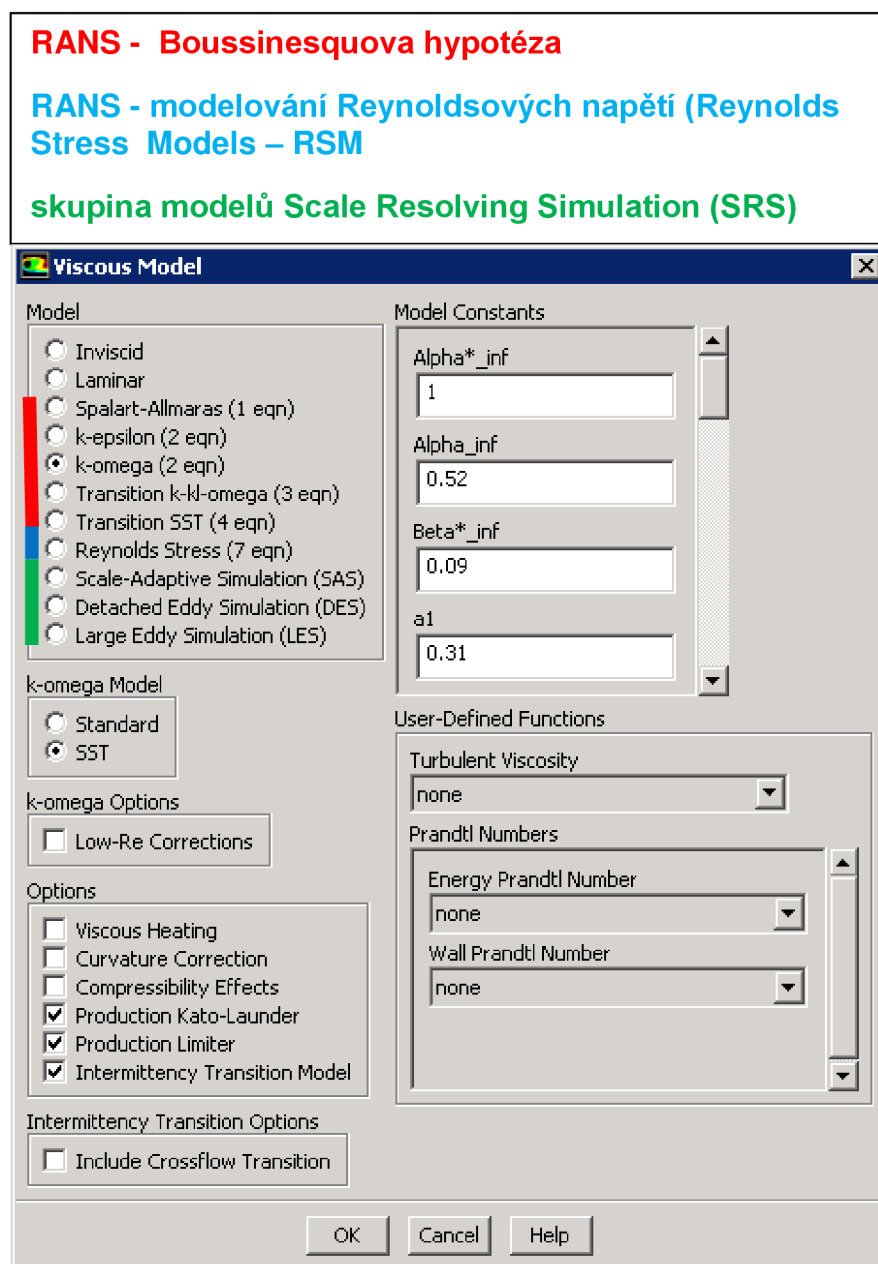 RANS - Boussinesquova hypotéza
RANS - modelování Reynoldsových napětí (Reynolds
Stress Models – RSM
skupina modelů Scale Resolving Simulation (SRS)
Viscous Model
Model
Inviscid
Laminar
Spalart-Allmaras (1 eqn)
k-epsilon (2 eqn)
k-omega (2 eqn)
Transition k-kl-omega (3 eqn)
Transition SST (4 eqn)
Reynolds Stress (7 eqn)
Scale-Adaptive Simulation (SAS)
Detached Eddy Simulation (DES)
Large Eddy Simulation (LES)
k-omega Model
Standard
SST
k-omega Options
Low-Re Corrections
Options
Viscous Heating
Curvature Correction
Compressibility Effects
Production Kato-Launder
Production Limiter
Intermittency Transition Model
Intermittency Transition Options
Include Crossflow Transition
Model Constants
Alpha*_inf
1
Alpha_inf
0.52
Beta*_inf
0.09
a1
0.31
User-Defined Functions
Turbulent Viscosity
none
Prandtl Numbers
Energy Prandtl Number
none
Wall Prandtl Number
none
OK
Cancel
Help